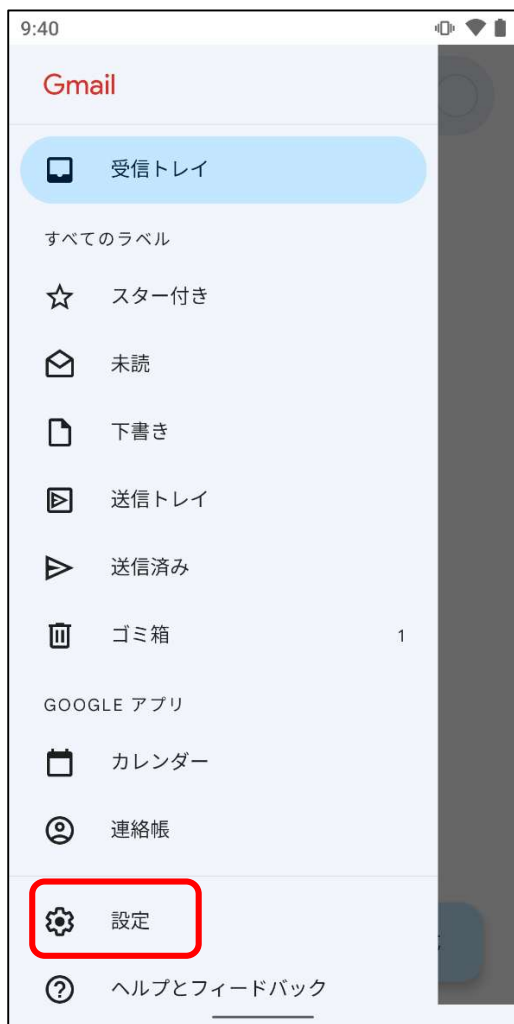 9:40
Gmail
受信トレイ
すべてのラベル
スター付き
未読
下書き
送信トレイ
送信済み
ゴミ箱 1
GOOGLE アプリ
カレンダー
連絡帳
設定
ヘルプとフィードバック